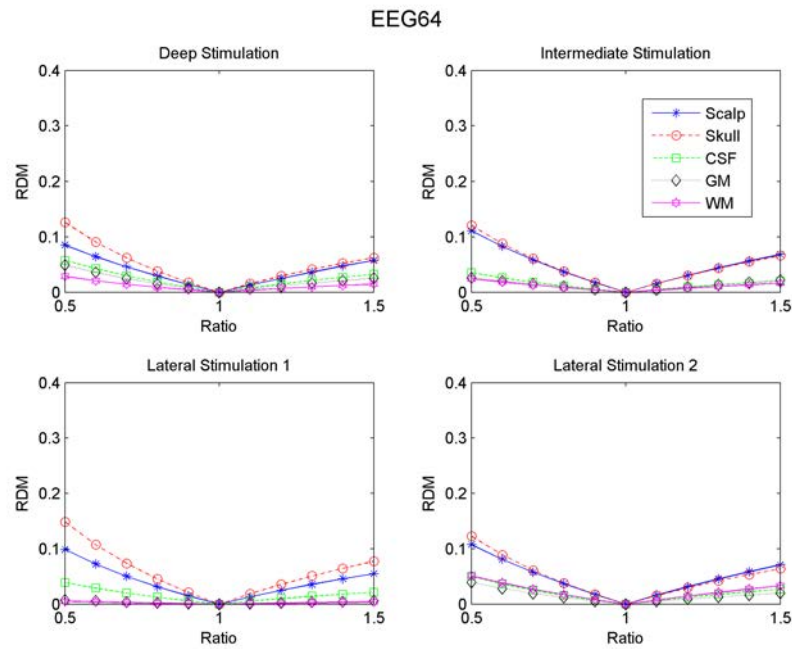 EEG64
Deep Stimulation
0.4
0.3
0.2
0.1
0
RDM
0.5
1
1.5
Ratio
Intermediate Stimulation
0.4
0.3
0.2
0.1
0
RDM
0.5
1
1.5
Ratio
Scalp
Skull
CSF
GM
WM
Lateral Stimulation 1
0.4
0.3
0.2
0.1
0
RDM
0.5
1
1.5
Ratio
Lateral Stimulation 2
0.4
0.3
0.2
0.1
0
RDM
0.5
1
1.5
Ratio